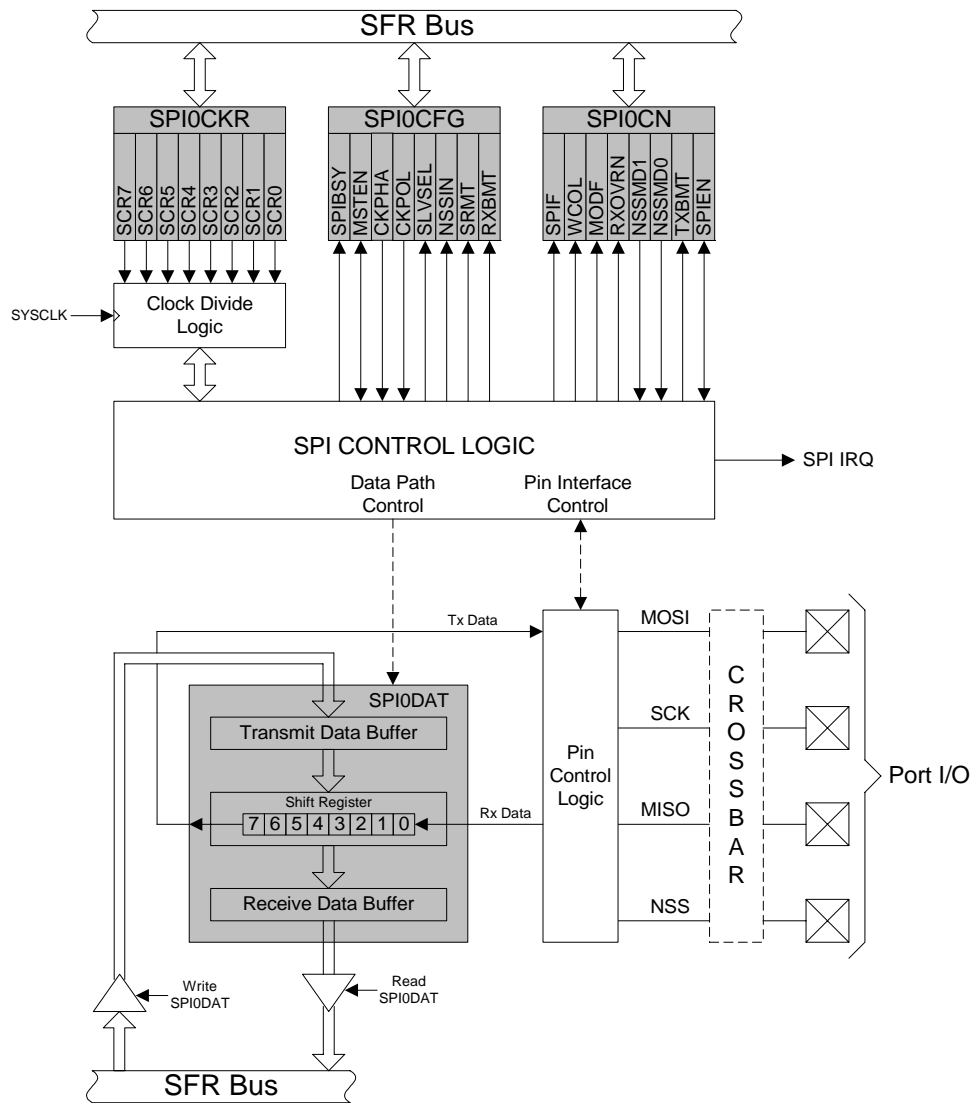 SFR Bus
SPI0CKR
SCR7
SCR6
SCR5
SCR4
SCR3
SCR2
SCR1
SCR0
SPI0CFG
SPIBSY
MSTEN
CKPHA
CKPOL
SLVSEL
NSSIN
SRMT
RXBMT
SPI0CN
SPIF
WCOL
MODF
RXOVRN
NSSMD1
NSSMD0
TXBMT
SPIEN
SYSCLK
Clock Divide
Logic
SPI CONTROL LOGIC
Data Path
Control
Pin Interface
Control
SPI IRQ
Tx Data
SPI0DAT
Transmit Data Buffer
Shift Register
7 6 5 4 3 2 1 0
Rx Data
Receive Data Buffer
Pin
Control
Logic
MOSI
SCK
MISO
NSS
CROSSBAR
Port I/O
Write
SPI0DAT
Read
SPI0DAT
SFR Bus